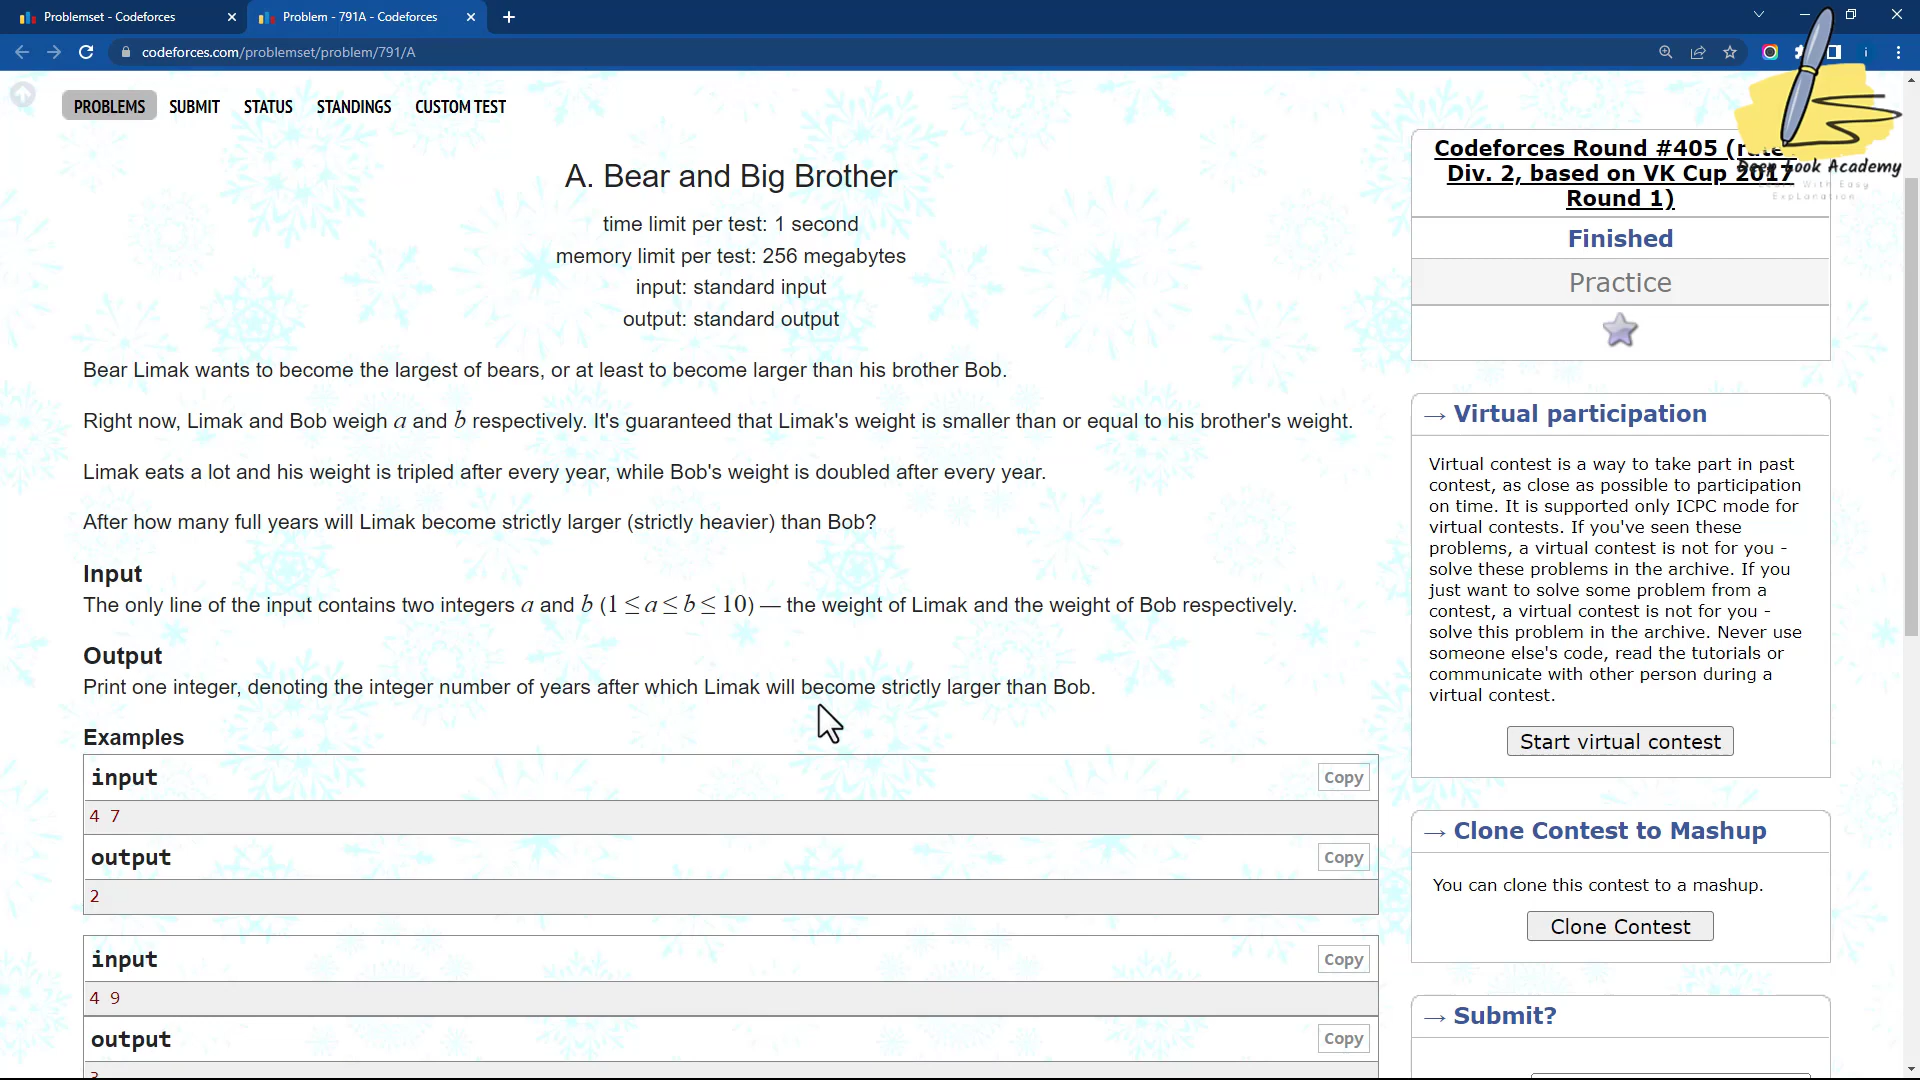 Problemset - Codeforces
Problem - 791A - Codeforces
codeforces.com/problemset/problem/791/A
PROBLEMS SUBMIT STATUS STANDINGS CUSTOM TEST
A. Bear and Big Brother
time limit per test: 1 second
memory limit per test: 256 megabytes
input: standard input
output: standard output
Bear Limak wants to become the largest of bears, or at least to become larger than his brother Bob.
Right now, Limak and Bob weigh a and b respectively. It's guaranteed that Limak's weight is smaller than or equal to his brother's weight.
Limak eats a lot and his weight is tripled after every year, while Bob's weight is doubled after every year.
After how many full years will Limak become strictly larger (strictly heavier) than Bob?
Input
The only line of the input contains two integers a and b (1 ≤ a ≤ b ≤ 10) — the weight of Limak and the weight of Bob respectively.
Output
Print one integer, denoting the integer number of years after which Limak will become strictly larger than Bob.
Examples
input
Copy
4 7
output
Copy
2
input
Copy
4 9
output
Copy
3
Codeforces Round #405 (
Div. 2, based on VK Cup 2017
Round 1)
Finished
Practice
→ Virtual participation
Virtual contest is a way to take part in past
contest, as close as possible to participation
on time. It is supported only ICPC mode for
virtual contests. If you've seen these
problems, a virtual contest is not for you -
solve these problems in the archive. If you
just want to solve some problem from a
contest, a virtual contest is not for you -
solve this problem in the archive. Never use
someone else's code, read the tutorials or
communicate with other person during a
virtual contest.
Start virtual contest
→ Clone Contest to Mashup
You can clone this contest to a mashup.
Clone Contest
→ Submit?
Deep Look Academy
Learn With Easy
Explanation